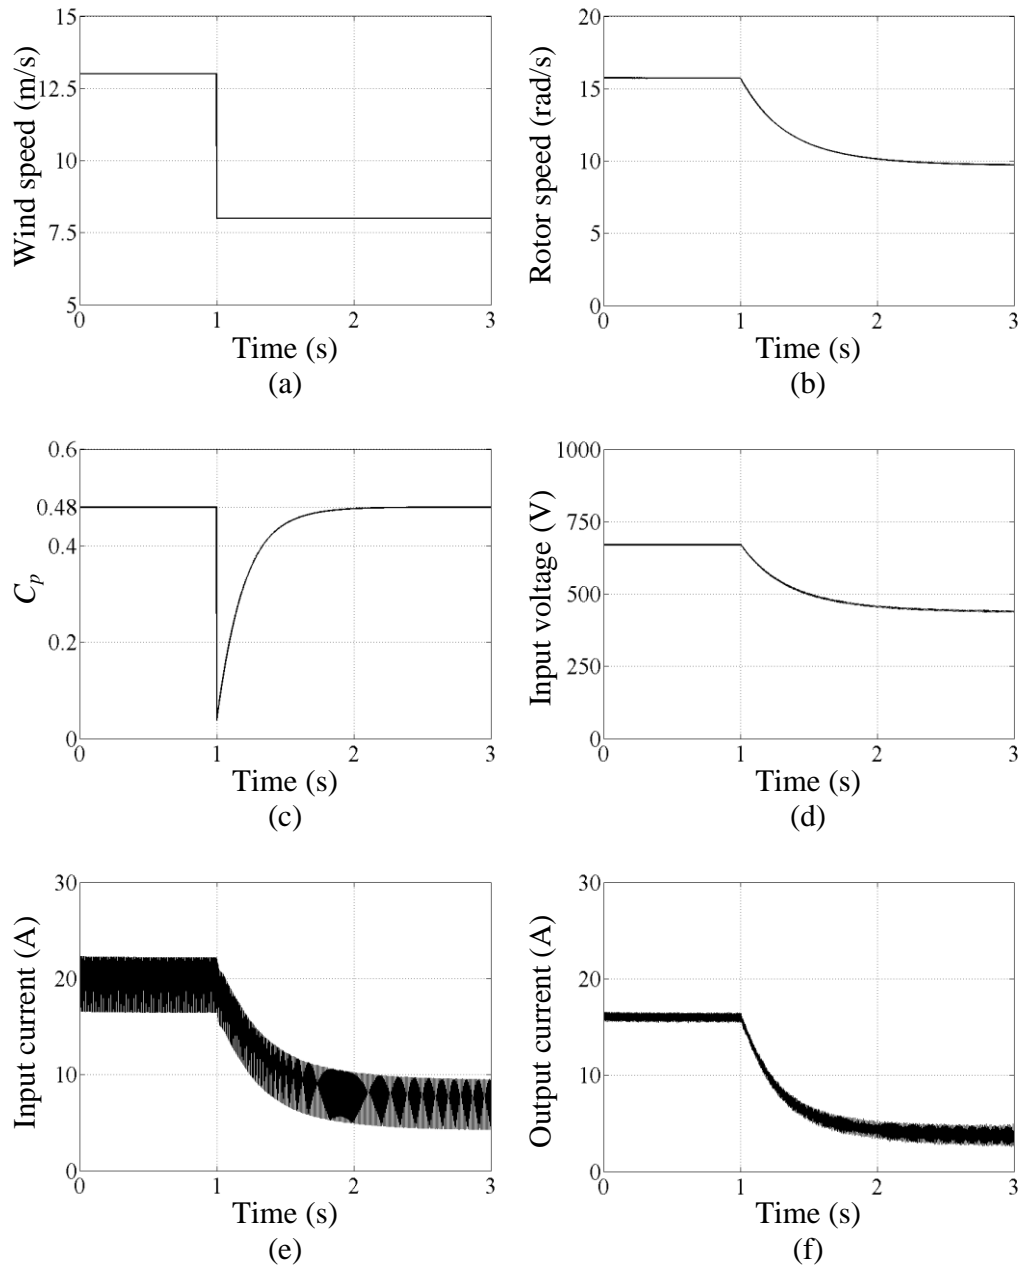 Wind speed (m/s)
15
12.5
10
7.5
5
0 1 2 3
Time (s)
(a)
Rotor speed (rad/s)
20
15
10
5
0
0 1 2 3
Time (s)
(b)
C_p
0.6
0.48
0.4
0.2
0
0 1 2 3
Time (s)
(c)
Input voltage (V)
1000
750
500
250
0
0 1 2 3
Time (s)
(d)
Input current (A)
30
20
10
0
0 1 2 3
Time (s)
(e)
Output current (A)
30
20
10
0
0 1 2 3
Time (s)
(f)